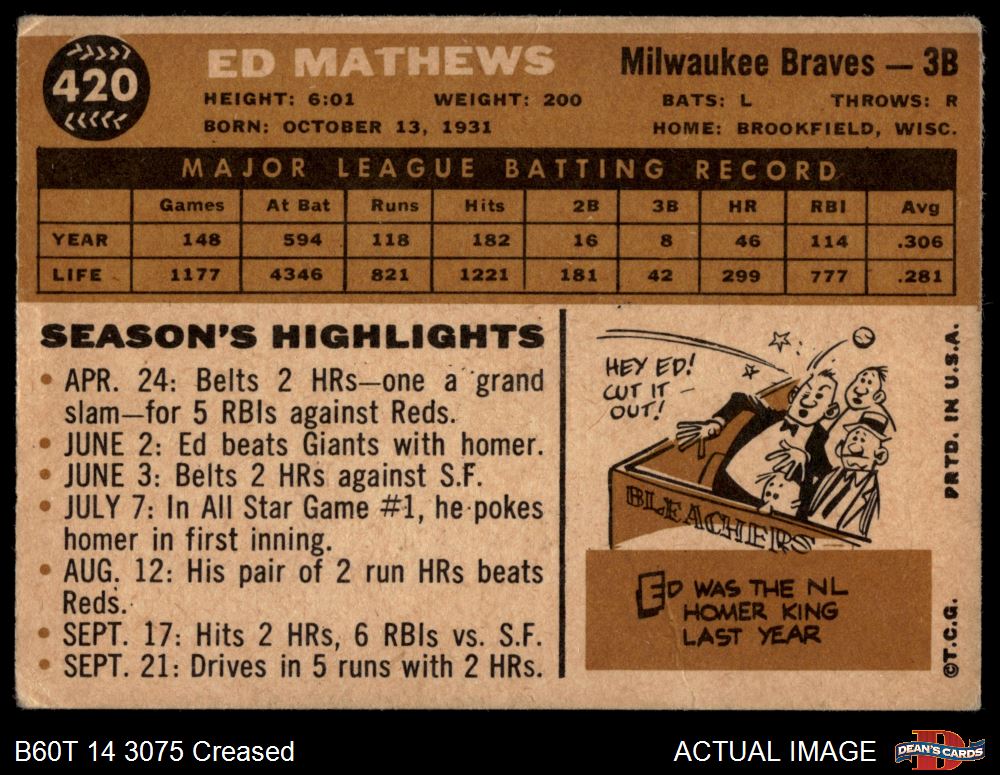 420
ED MATHEWS
Milwaukee Braves — 3B
HEIGHT: 6:01 WEIGHT: 200 BATS: L THROWS: R
BORN: OCTOBER 13, 1931 HOME: BROOKFIELD, WISC.
MAJOR LEAGUE BATTING RECORD
Games At Bat Runs Hits 2B 3B HR RBI Avg
YEAR 148 594 118 182 16 8 46 114 .306
LIFE 1177 4346 821 1221 181 42 299 777 .281
SEASON'S HIGHLIGHTS
• APR. 24: Belts 2 HRs—one a grand
slam—for 5 RBIs against Reds.
• JUNE 2: Ed beats Giants with homer.
• JUNE 3: Belts 2 HRs against S.F.
• JULY 7: In All Star Game #1, he pokes
homer in first inning.
• AUG. 12: His pair of 2 run HRs beats
Reds.
• SEPT. 17: Hits 2 HRs, 6 RBIs vs. S.F.
• SEPT. 21: Drives in 5 runs with 2 HRs.
HEY ED!
CUT IT
OUT!
BLEACHERS
ED WAS THE NL
HOMER KING
LAST YEAR
©T.C.G. PRTD. IN U.S.A.
B60T 14 3075 Creased
ACTUAL IMAGE
DEAN'S CARDS